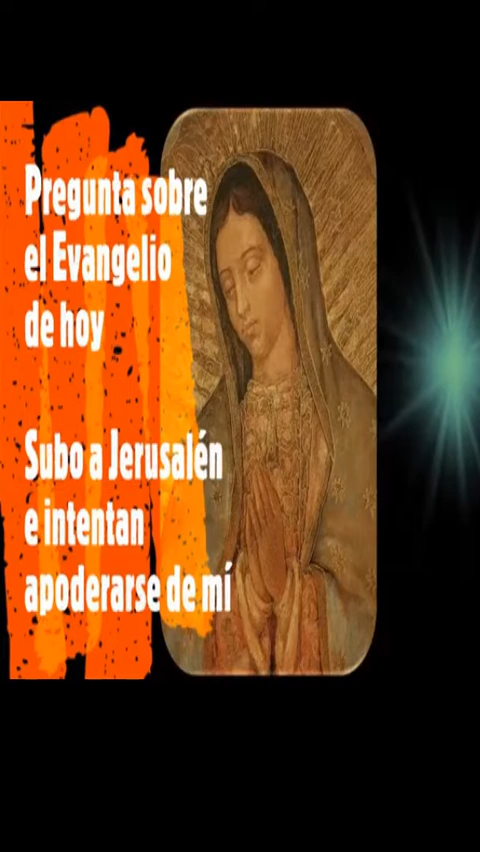 Pregunta sobre
el Evangelio
de hoy
Subo a Jerusalén
e intentan
apoderarse de mí